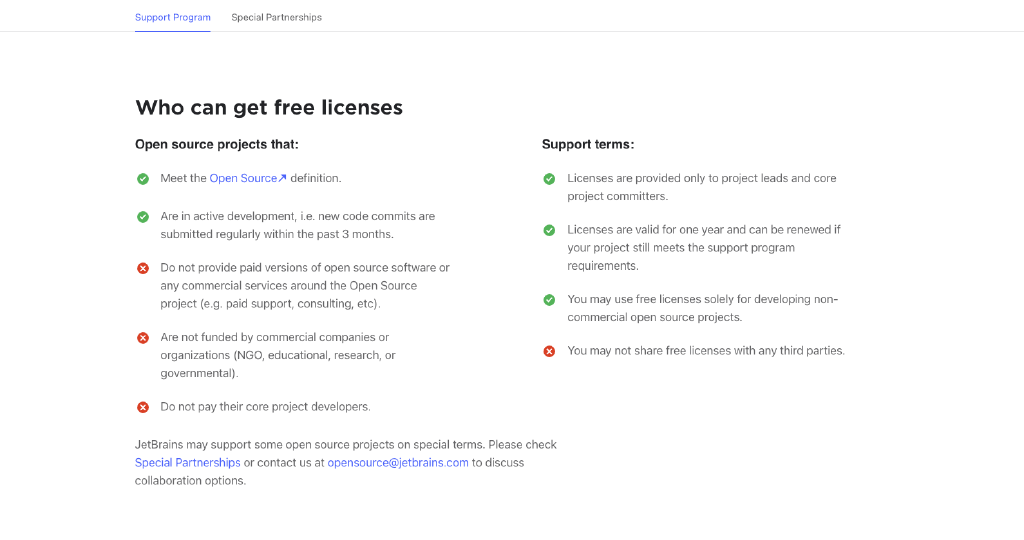 Support Program
Special Partnerships
Who can get free licenses
Open source projects that:
Meet the Open Source↗ definition.
Are in active development, i.e. new code commits are
submitted regularly within the past 3 months.
Do not provide paid versions of open source software or
any commercial services around the Open Source
project (e.g. paid support, consulting, etc).
Are not funded by commercial companies or
organizations (NGO, educational, research, or
governmental).
Do not pay their core project developers.
Support terms:
Licenses are provided only to project leads and core
project committers.
Licenses are valid for one year and can be renewed if
your project still meets the support program
requirements.
You may use free licenses solely for developing non-
commercial open source projects.
You may not share free licenses with any third parties.
JetBrains may support some open source projects on special terms. Please check
Special Partnerships or contact us at opensource@jetbrains.com to discuss
collaboration options.